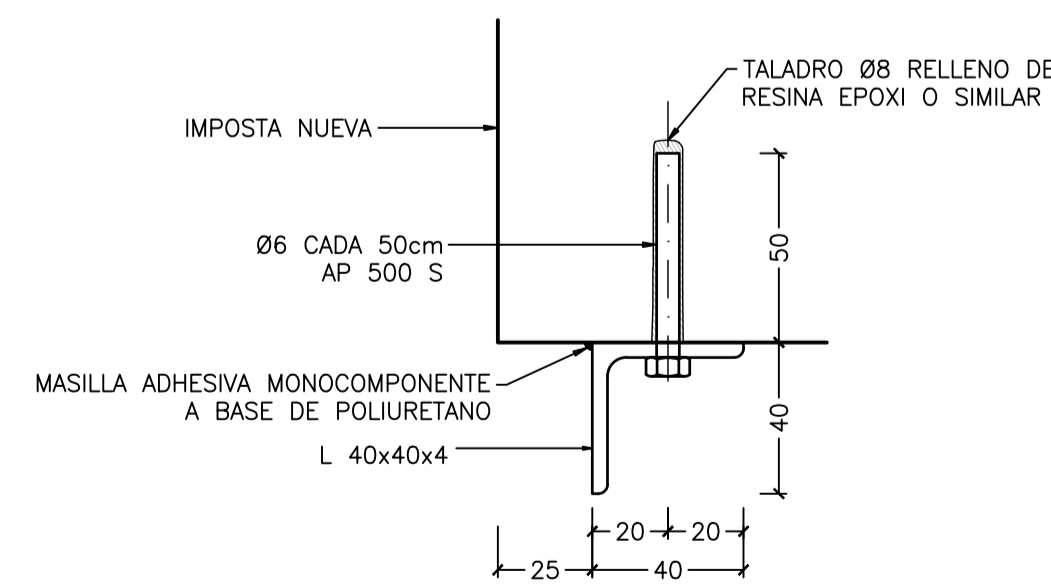 TALADRO Ø8 RELLENO DE
RESINA EPOXI O SIMILAR
IMPOSTA NUEVA
Ø6 CADA 50cm
AP 500 S
50
MASILLA ADHESIVA MONOCOMPONENTE
A BASE DE POLIURETANO
40
L 40x40x4
20 20
25 40